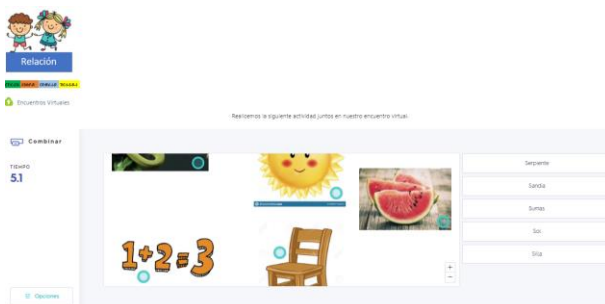 Relación
Encuentros Virtuales
Realicemos la siguiente actividad juntos en nuestro encuentro virtual.
Combinar
TIEMPO
5.1
1+2=3
Serpiente
Sandía
Sumas
Sol
Silla
+
−
Opciones